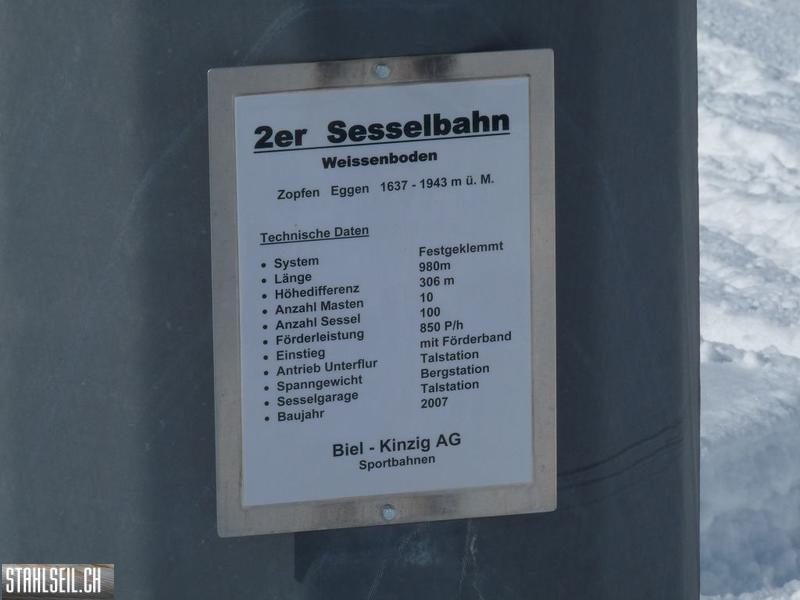 2er Sesselbahn
Weissenboden
Zopfen Eggen 1637 - 1943 m ü. M.
Technische Daten
• System Festgeklemmt
• Länge 980m
• Höhedifferenz 306 m
• Anzahl Masten 10
• Anzahl Sessel 100
• Förderleistung 850 P/h
• Einstieg mit Förderband
• Antrieb Unterflur Talstation
• Spanngewicht Bergstation
• Sesselgarage Talstation
• Baujahr 2007
Biel - Kinzig AG
Sportbahnen
STAHLSEIL.CH